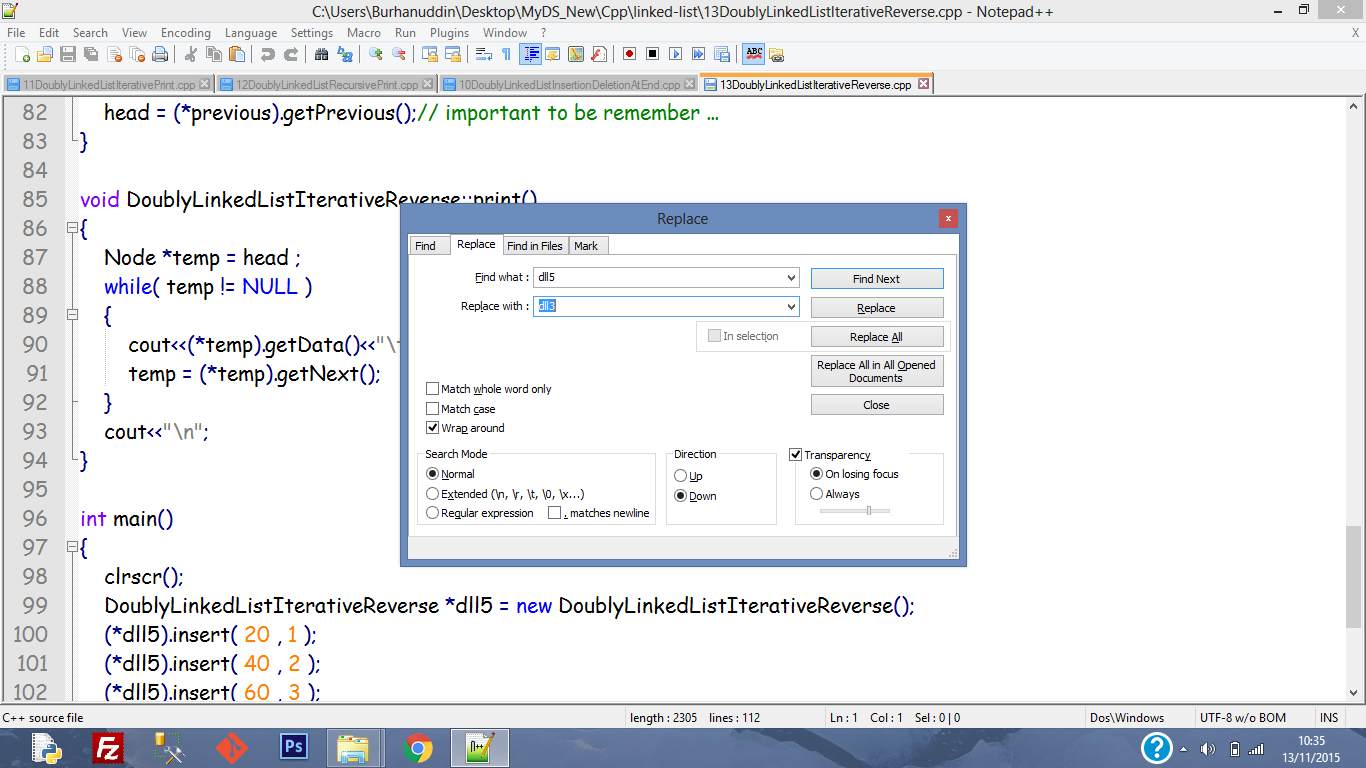 C:\Users\Burhanuddin\Desktop\MyDS_New\Cpp\linked-list\13DoublyLinkedListIterativeReverse.cpp - Notepad++
File Edit Search View Encoding Language Settings Macro Run Plugins Window ? X
11DoublyLinkedListIterativePrint.cpp 12DoublyLinkedListRecursivePrint.cpp 10DoublyLinkedListInsertionDeletionAtEnd.cpp 13DoublyLinkedListIterativeReverse.cpp
82 head = (*previous).getPrevious();// important to be remember ...
83 }
84
85 void DoublyLinkedListIterativeReverse::print()
86 {
87 Node *temp = head ;
88 while( temp != NULL )
89 {
90 cout<<(*temp).getData()<<"\t
91 temp = (*temp).getNext();
92 }
93 cout<<"\n";
94 }
95
96 int main()
97 {
98 clrscr();
99 DoublyLinkedListIterativeReverse *dll5 = new DoublyLinkedListIterativeReverse();
100 (*dll5).insert( 20 , 1 );
101 (*dll5).insert( 40 , 2 );
102 (*dll5).insert( 60 , 3 );
Replace
Find Replace Find in Files Mark
Find what : dll5 Find Next
Replace with : dll3 Replace
In selection Replace All
Replace All in All Opened
Documents
Match whole word only
Match case Close
Wrap around
Search Mode Direction Transparency
Normal Up On losing focus
Extended (\n, \r, \t, \0, \x...) Down Always
Regular expression . matches newline
C++ source file length : 2305 lines : 112 Ln : 1 Col : 1 Sel : 0 | 0 Dos\Windows UTF-8 w/o BOM INS
Fz Ps N++ ? 10:35
13/11/2015